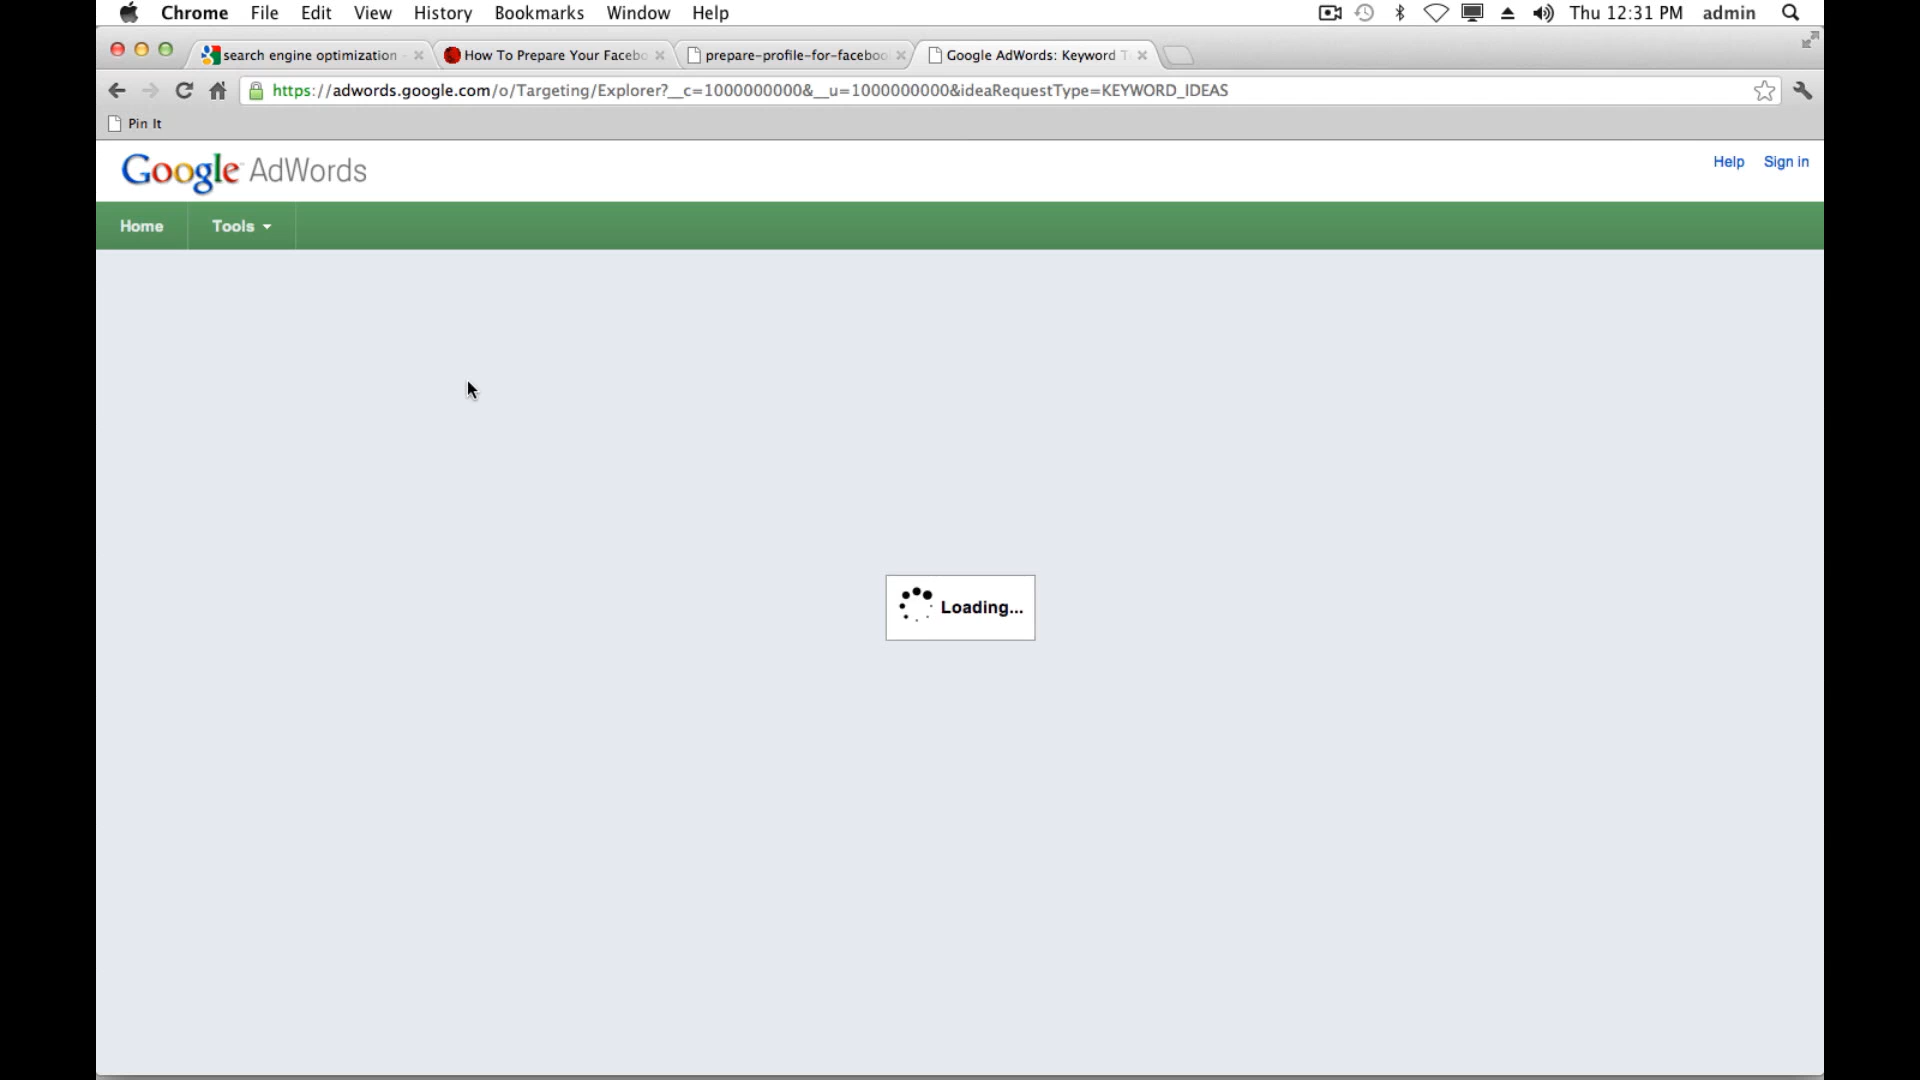 Chrome File Edit View History Bookmarks Window Help Thu 12:31 PM admin
search engine optimization How To Prepare Your Facebo prepare-profile-for-faceboo Google AdWords: Keyword T
https://adwords.google.com/o/Targeting/Explorer?__c=1000000000&__u=1000000000&ideaRequestType=KEYWORD_IDEAS
Pin It
Google AdWords Help Sign in
Home Tools
Loading...